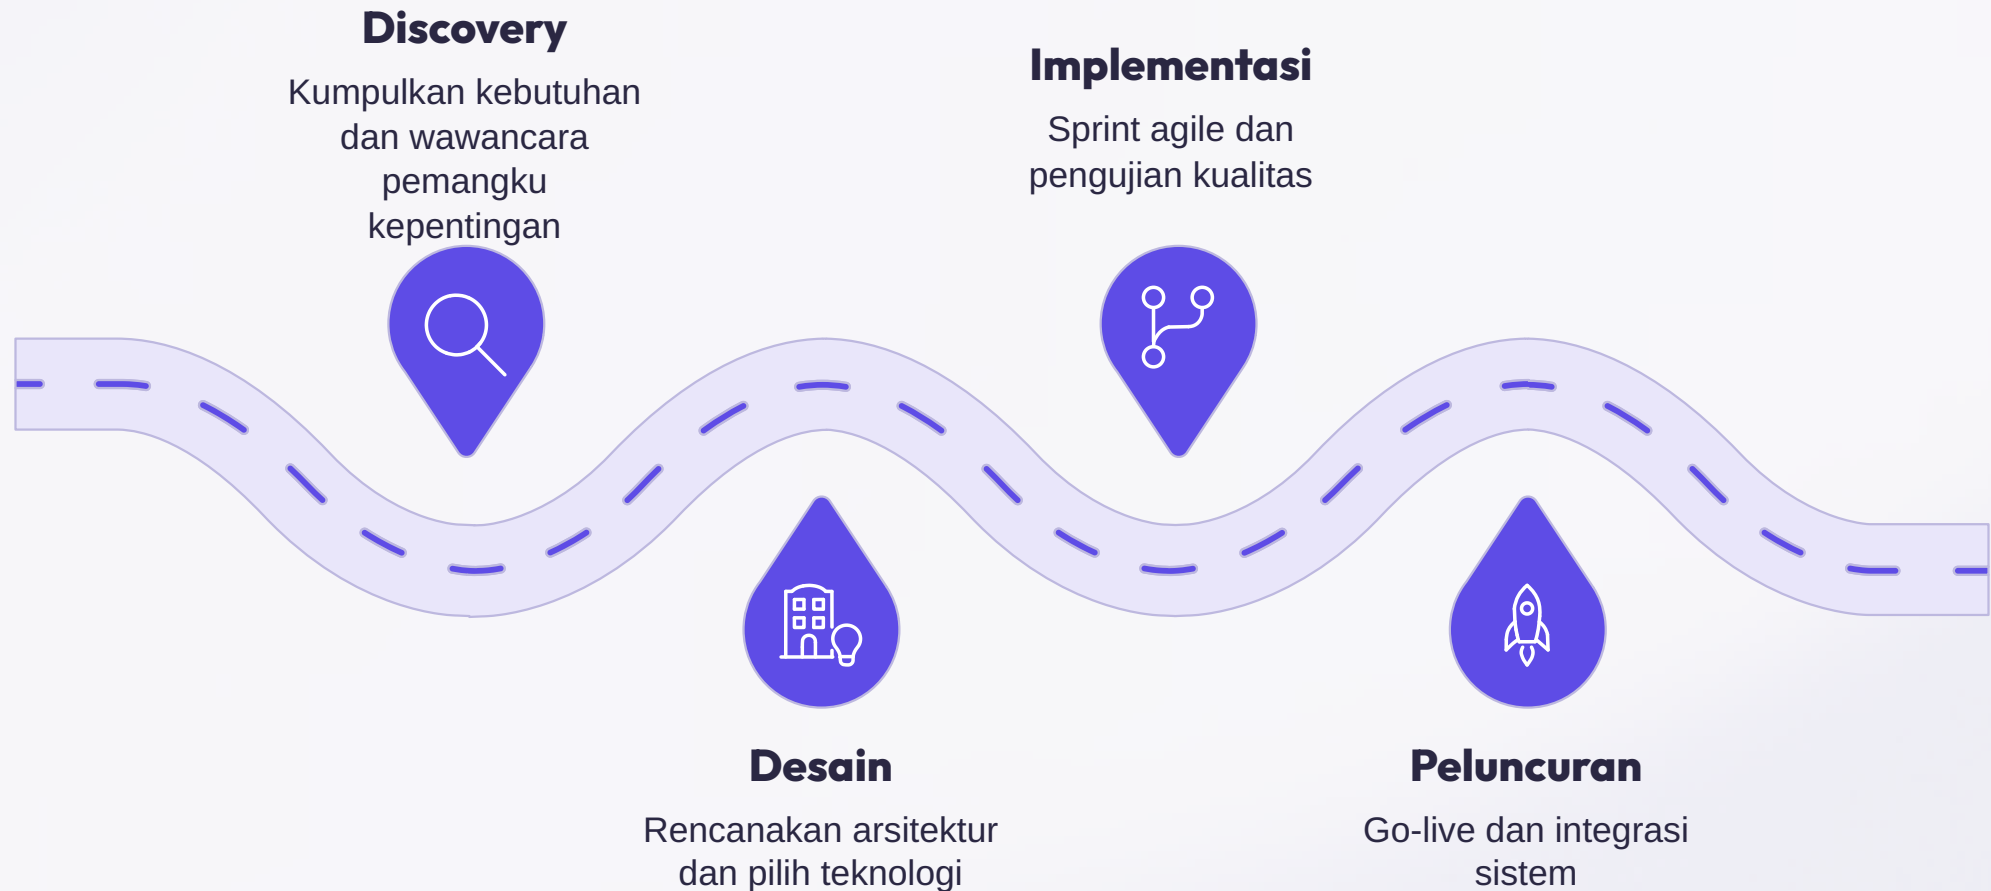 Discovery
Kumpulkan kebutuhan
dan wawancara
pemangku
kepentingan
Desain
Rencanakan arsitektur
dan pilih teknologi
Implementasi
Sprint agile dan
pengujian kualitas
Peluncuran
Go-live dan integrasi
sistem